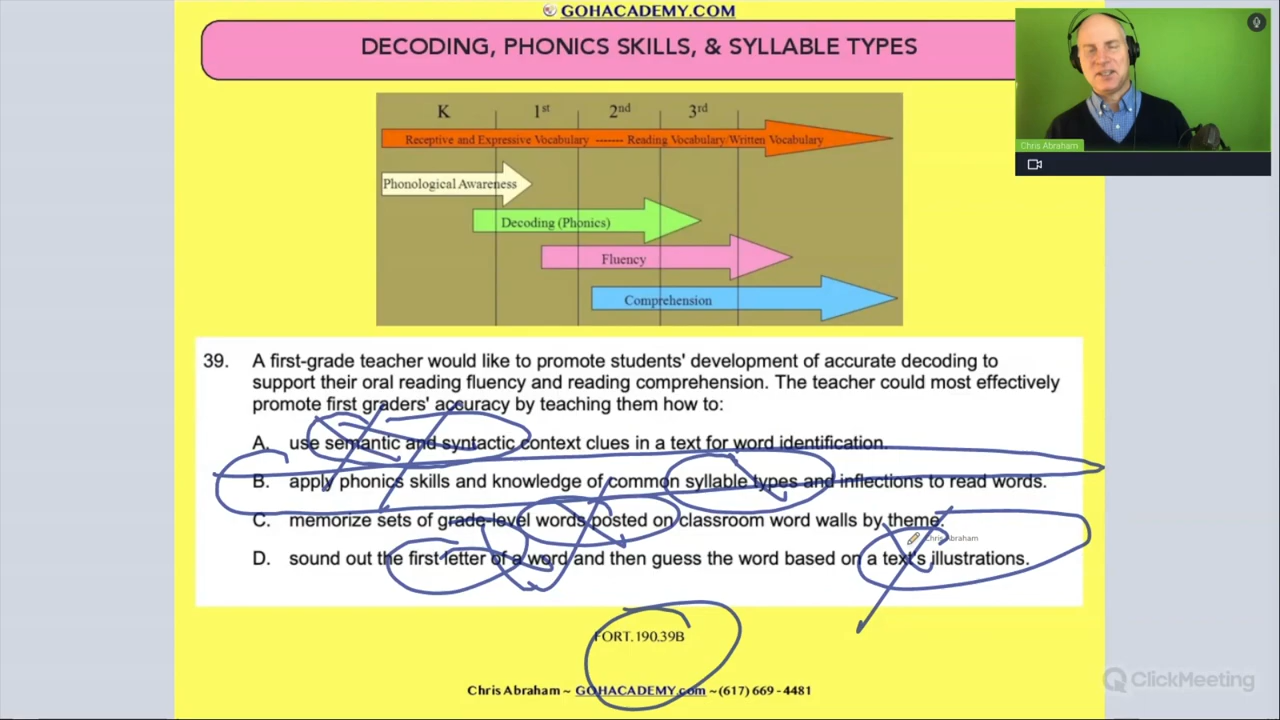 GOHACADEMY.COM
DECODING, PHONICS SKILLS, & SYLLABLE TYPES
Chris Abraham
K 1st 2nd 3rd
Receptive and Expressive Vocabulary ------- Reading Vocabulary/Written Vocabulary
Phonological Awareness
Decoding (Phonics)
Fluency
Comprehension
39. A first-grade teacher would like to promote students' development of accurate decoding to
support their oral reading fluency and reading comprehension. The teacher could most effectively
promote first graders' accuracy by teaching them how to:
A. use semantic and syntactic context clues in a text for word identification.
B. apply phonics skills and knowledge of common syllable types and inflections to read words.
C. memorize sets of grade-level words posted on classroom word walls by theme.
Chris Abraham
D. sound out the first letter of a word and then guess the word based on a text's illustrations.
FORT.190.39B
Chris Abraham ~ GOHACADEMY.com ~(617) 669 - 4481
ClickMeeting